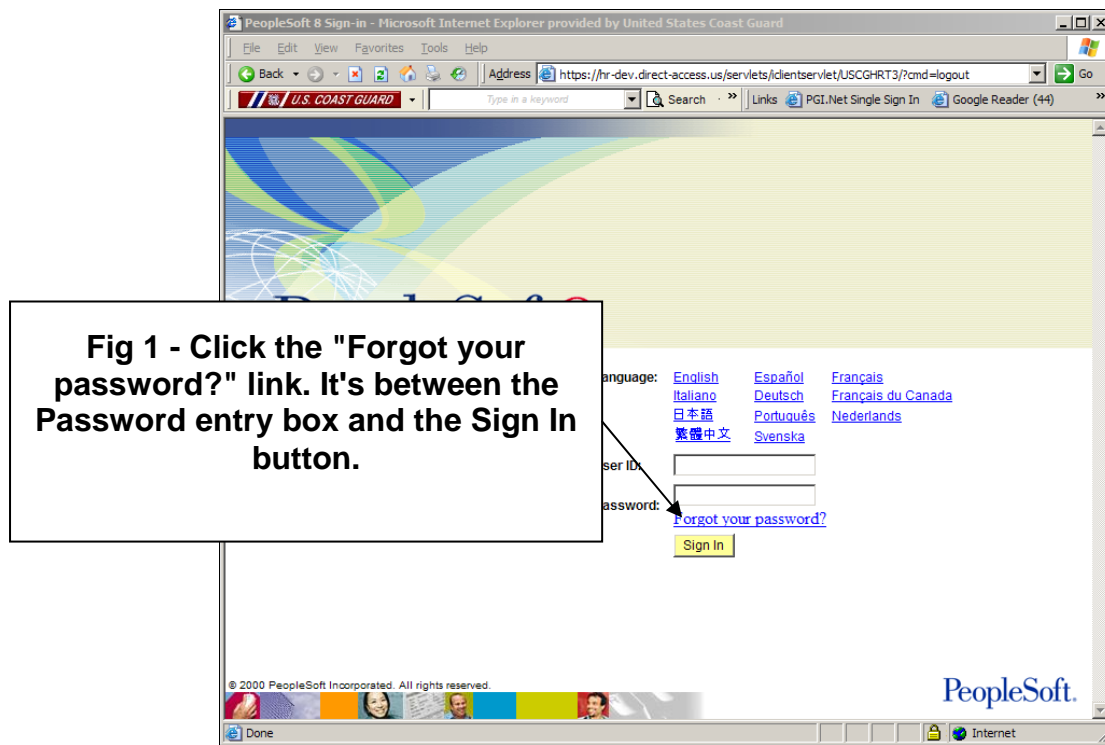 PeopleSoft 8 Sign-in - Microsoft Internet Explorer provided by United States Coast Guard
File Edit View Favorites Tools Help
Back Address https://hr-dev.direct-access.us/servlets/iclientservlet/USCGHRT3/?cmd=logout Go
U.S. COAST GUARD Type in a keyword Search » Links PGI.Net Single Sign In Google Reader (44) »
Fig 1 - Click the "Forgot your
password?" link. It's between the
Password entry box and the Sign In
button.
anguage: English Español Français
Italiano Deutsch Français du Canada
日本語 Português Nederlands
繁體中文 Svenska
ser ID:
assword:
Forgot your password?
Sign In
© 2000 PeopleSoft Incorporated. All rights reserved.
PeopleSoft.
Done Internet